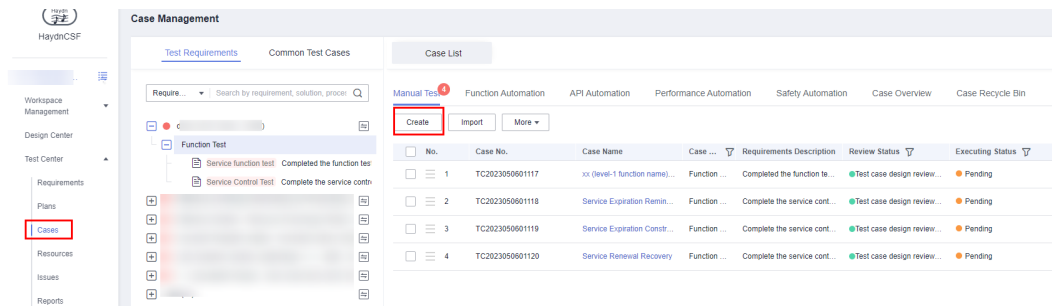 Haydn
HaydnCSF
Workspace Management
Design Center
Test Center
Requirements
Plans
Cases
Resources
Issues
Reports
Case Management
Test Requirements
Common Test Cases
Require...
Search by requirement, solution, proce
Function Test
Service function test Completed the function tes
Service Control Test Complete the service contr
Case List
Manual Test 4 Function Automation API Automation Performance Automation Safety Automation Case Overview Case Recycle Bin
Create Import More
No. Case No. Case Name Case ... Requirements Description Review Status Executing Status
1 TC2023050601117 xx (level-1 function name)... Function ... Completed the function te... Test case design review... Pending
2 TC2023050601118 Service Expiration Remin... Function ... Complete the service cont... Test case design review... Pending
3 TC2023050601119 Service Expiration Constr... Function ... Complete the service cont... Test case design review... Pending
4 TC2023050601120 Service Renewal Recovery Function ... Complete the service cont... Test case design review... Pending